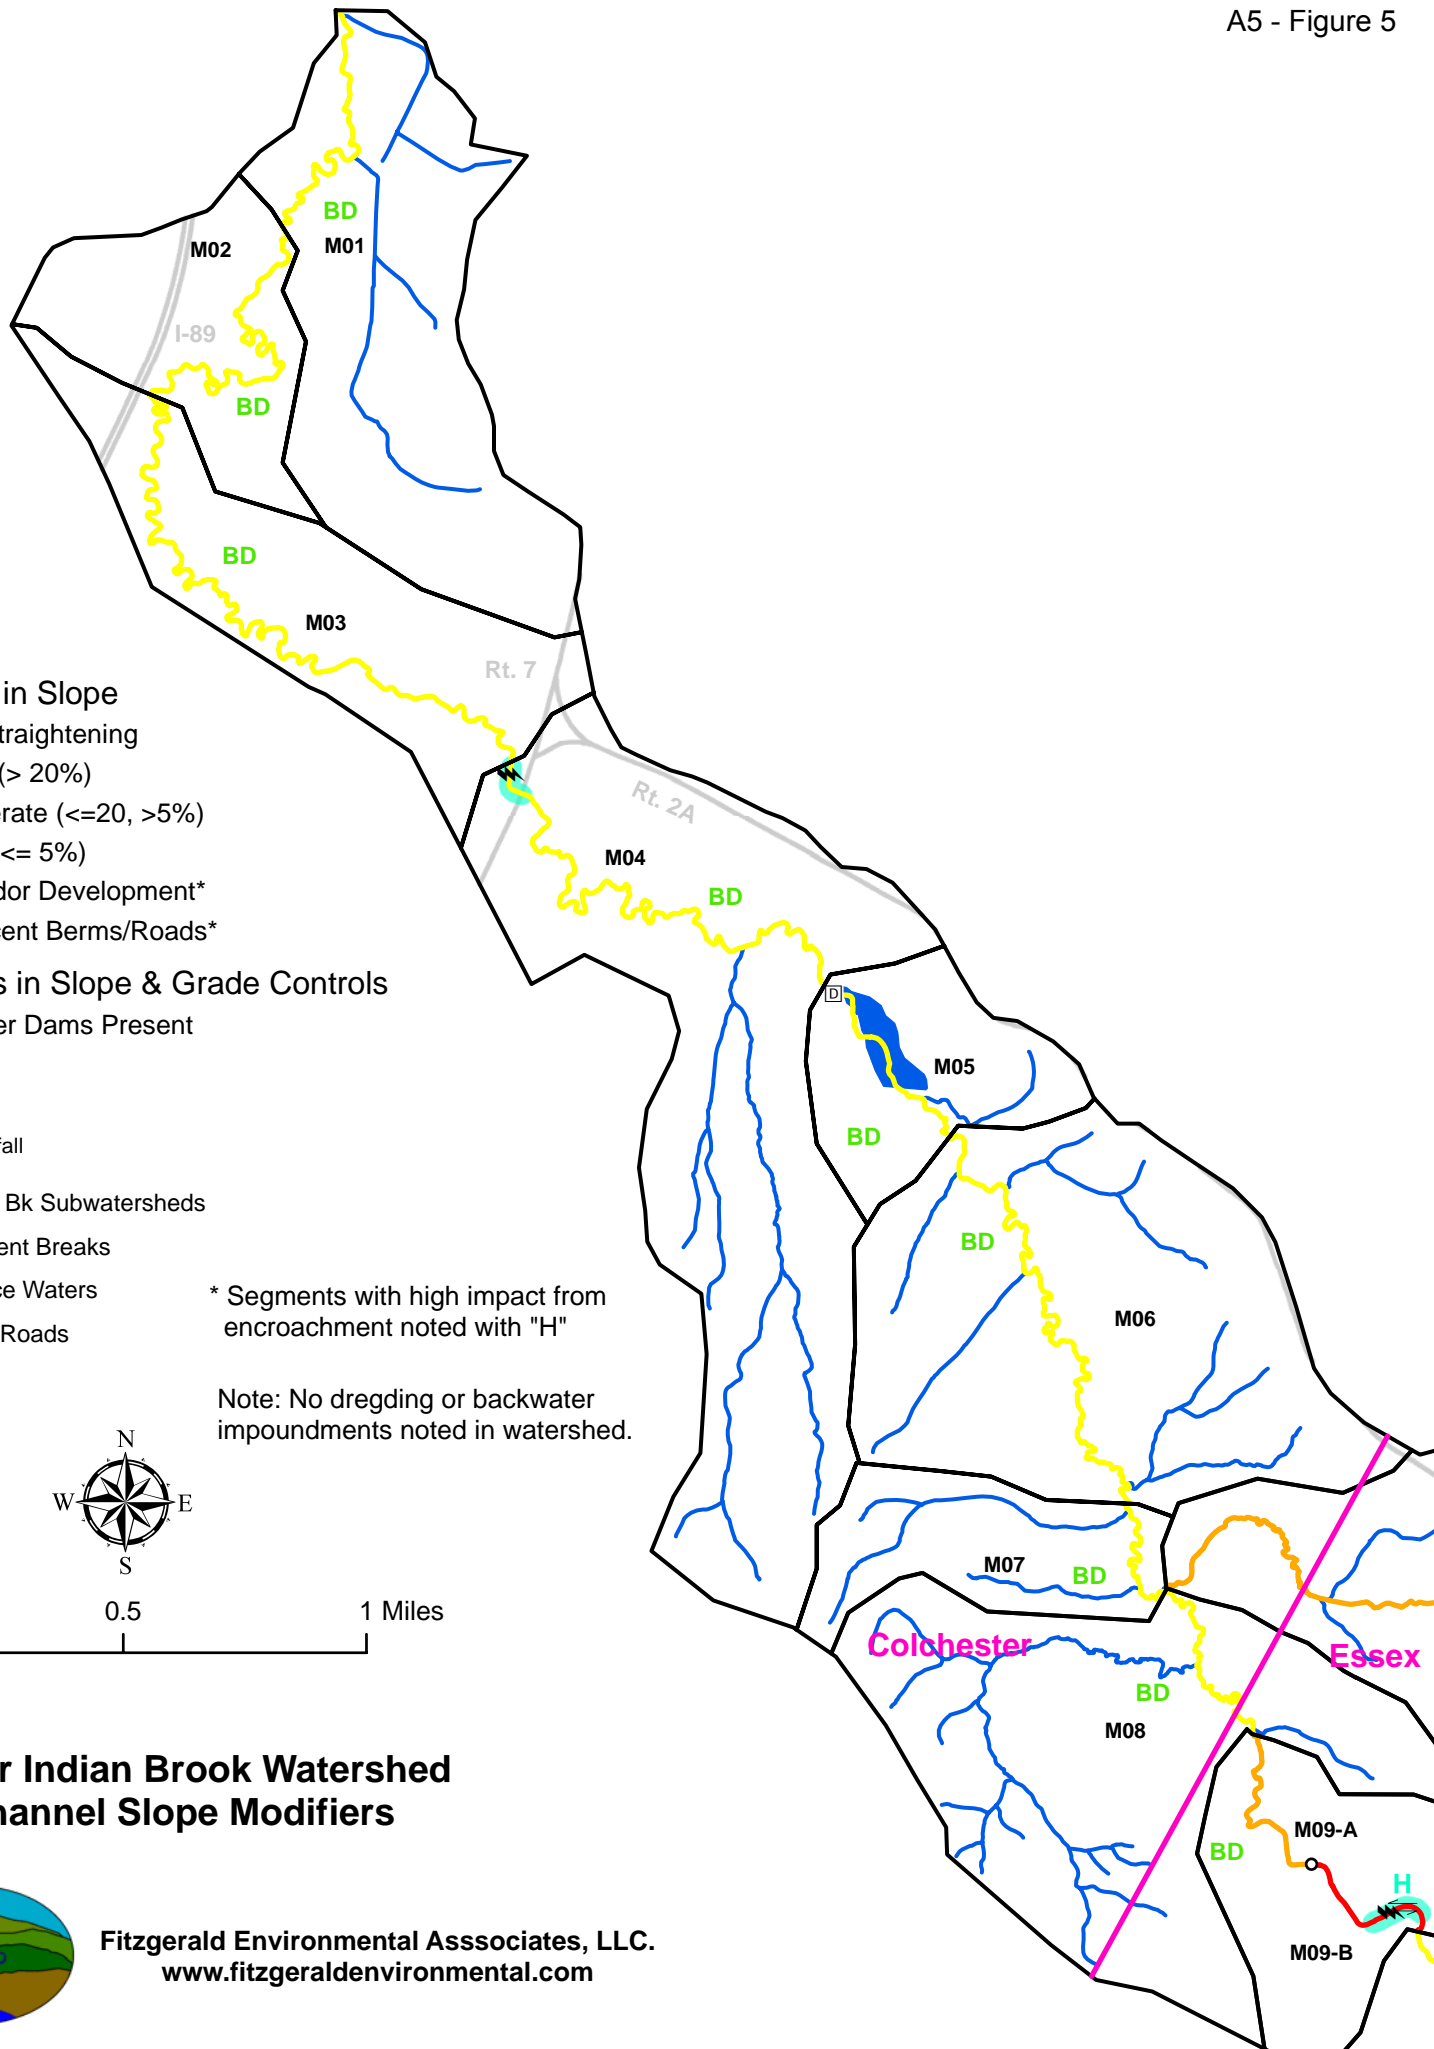 A5 - Figure 5
BD
M02
M01
I-89
BD
BD
M03
Rt. 7
in Slope
traightening
(> 20%)
erate (<=20, >5%)
<= 5%)
dor Development*
cent Berms/Roads*
s in Slope & Grade Controls
er Dams Present
fall
Bk Subwatersheds
ent Breaks
ce Waters
Roads
Rt. 2A
M04
BD
D
M05
BD
BD
M06
* Segments with high impact from
encroachment noted with "H"
Note: No dregding or backwater
impoundments noted in watershed.
N
W
E
S
0.5
1 Miles
M07
BD
Colchester
Essex
BD
M08
M09-A
BD
H
M09-B
r Indian Brook Watershed
hannel Slope Modifiers
Fitzgerald Environmental Asssociates, LLC.
www.fitzgeraldenvironmental.com